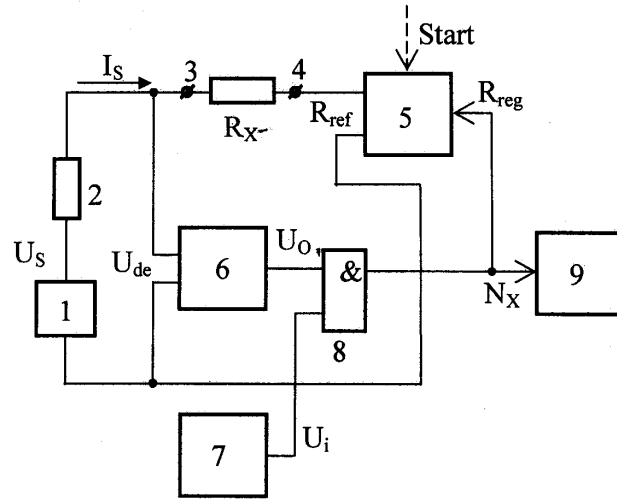 Start
I_S
3
4
R_X
R_ref
5
R_reg
2
U_S
U_de
6
U_O
&
N_X
9
1
8
7
U_i